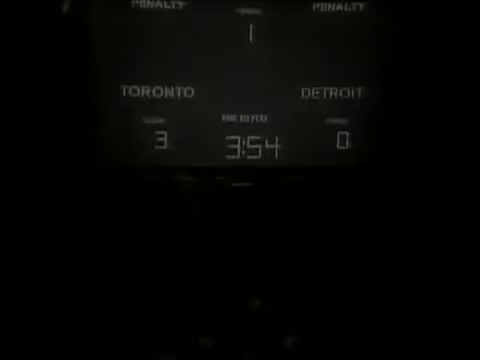 PENALTY PENALTY
1
TORONTO DETROIT
3 3:54 0